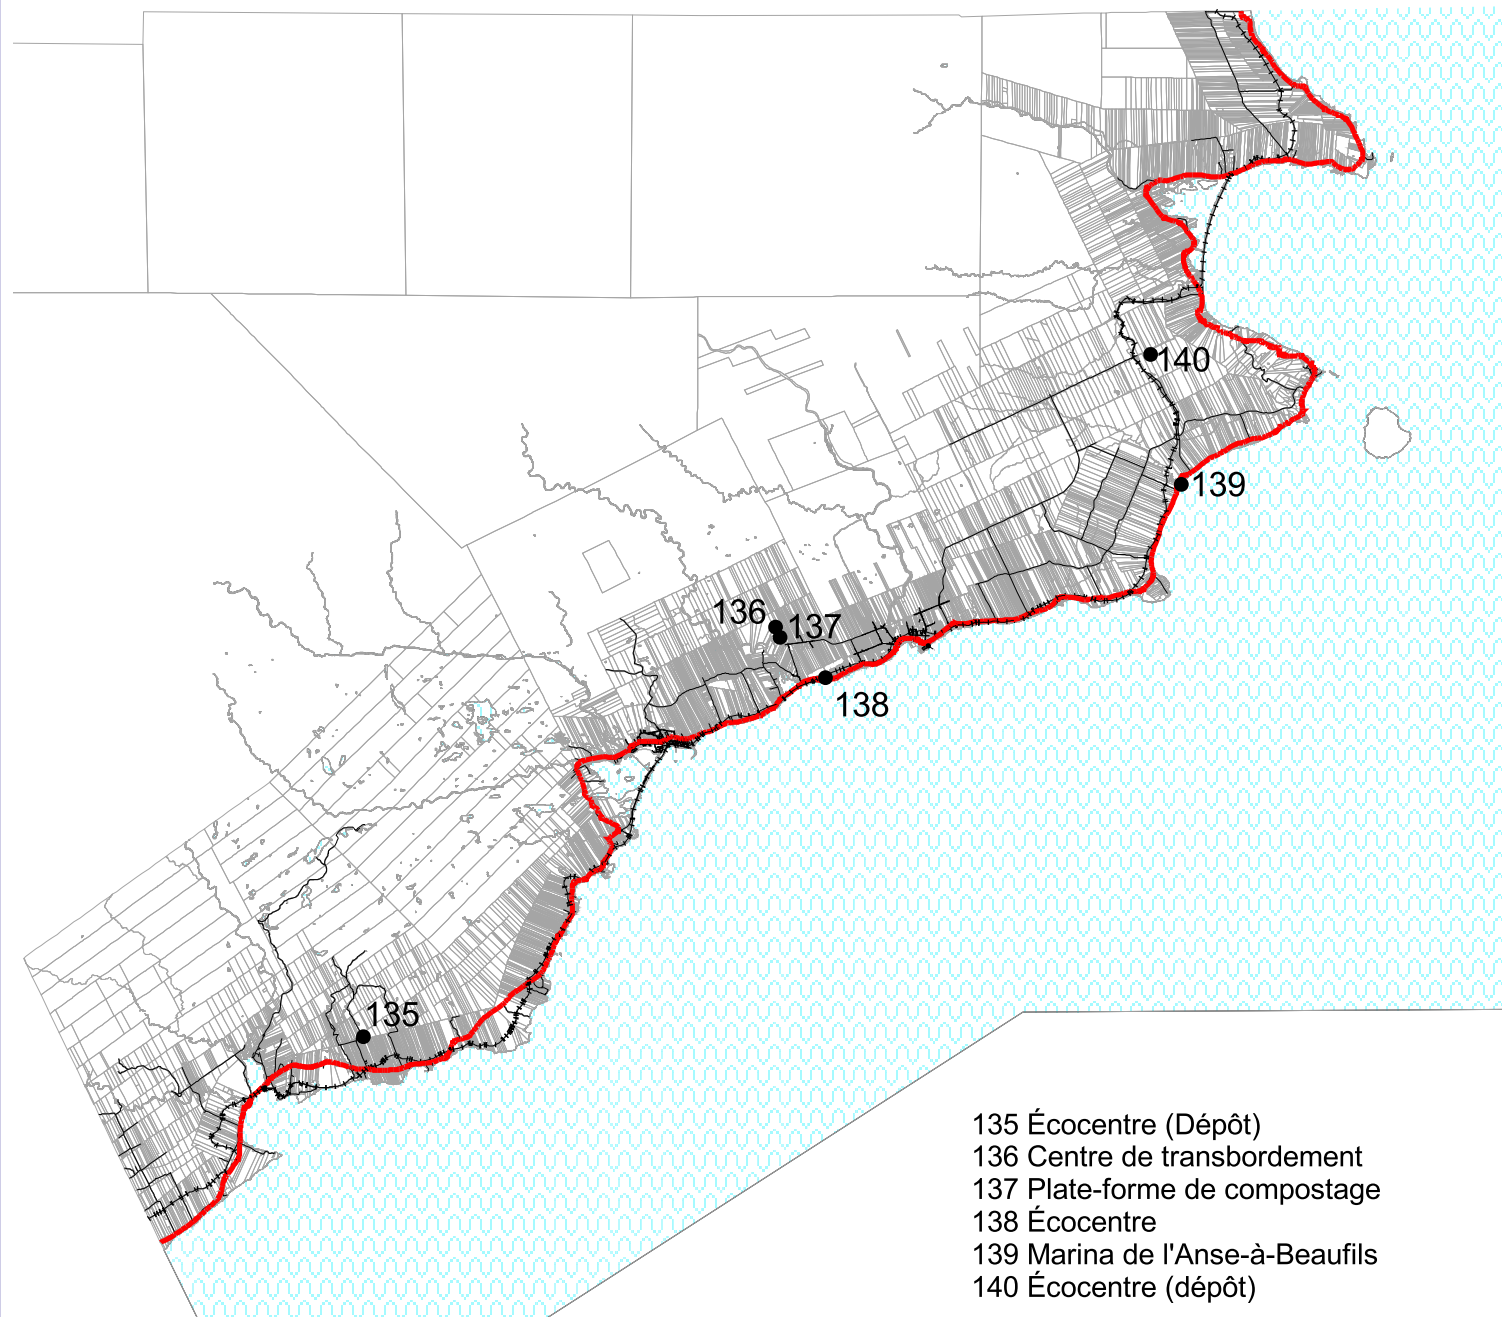 140
139
136
137
138
135
135 Écocentre (Dépôt)
136 Centre de transbordement
137 Plate-forme de compostage
138 Écocentre
139 Marina de l'Anse-à-Beaufils
140 Écocentre (dépôt)